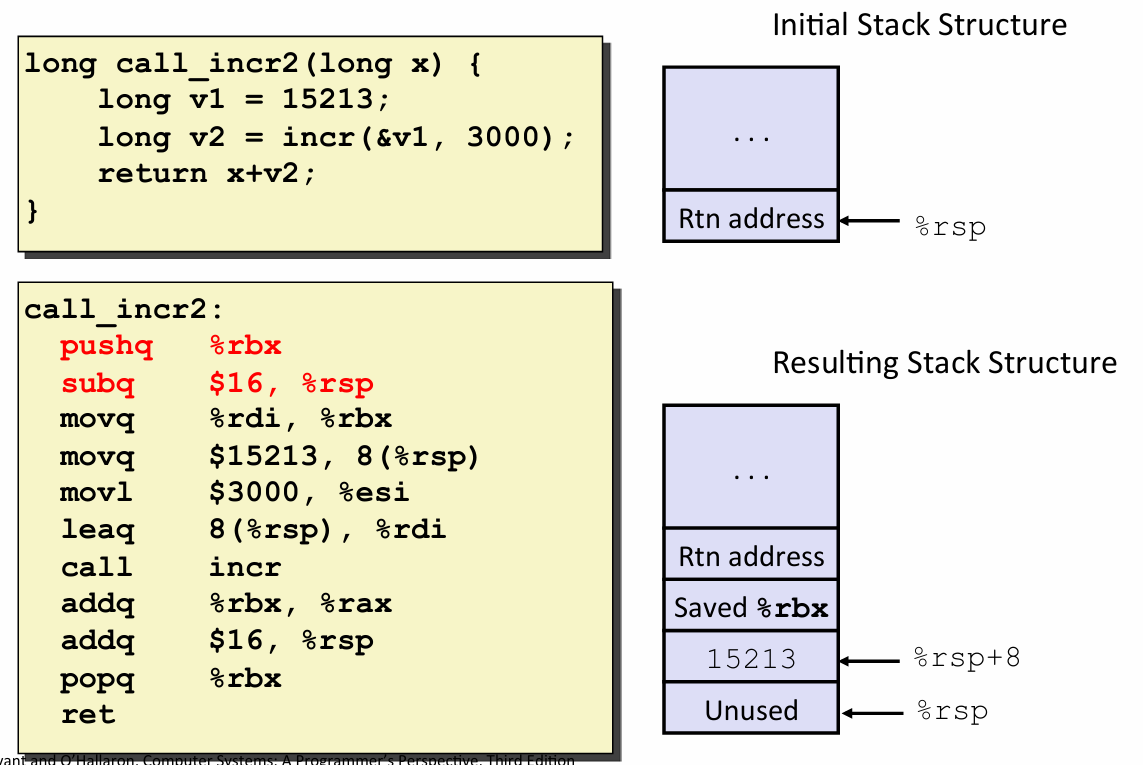 long call_incr2(long x) {
    long v1 = 15213;
    long v2 = incr(&v1, 3000);
    return x+v2;
}
call_incr2:
  pushq   %rbx
  subq    $16, %rsp
  movq    %rdi, %rbx
  movq    $15213, 8(%rsp)
  movl    $3000, %esi
  leaq    8(%rsp), %rdi
  call    incr
  addq    %rbx, %rax
  addq    $16, %rsp
  popq    %rbx
  ret
Initial Stack Structure
...
Rtn address
%rsp
Resulting Stack Structure
...
Rtn address
Saved %rbx
15213
%rsp+8
Unused
%rsp
and O'Hallaron, Computer Systems: A Programmer's Perspective, Third Edition